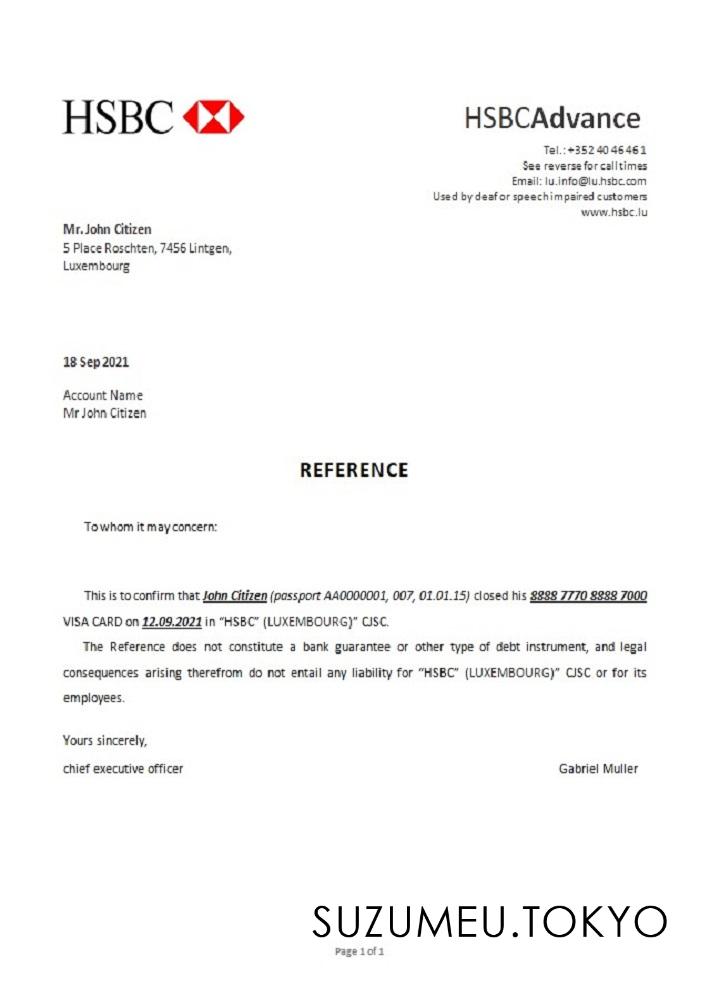 HSBC
HSBCAdvance
Tel.: +352 40 46 46 1
See reverse for call times
Email: lu.info@lu.hsbc.com
Used by deaf or speech impaired customers
www.hsbc.lu
Mr. John Citizen
5 Place Roschten, 7456 Lintgen,
Luxembourg
18 Sep 2021
Account Name
Mr John Citizen
REFERENCE
To whom it may concern:
This is to confirm that John Citizen (passport AA0000001, 007, 01.01.15) closed his 8888 7770 8888 7000
VISA CARD on 12.09.2021 in “HSBC” (LUXEMBOURG)” CJSC.
The Reference does not constitute a bank guarantee or other type of debt instrument, and legal
consequences arising therefrom do not entail any liability for “HSBC” (LUXEMBOURG)” CJSC or for its
employees.
Yours sincerely,
chief executive officer Gabriel Muller
SUZUMEU.TOKYO
Page 1 of 1